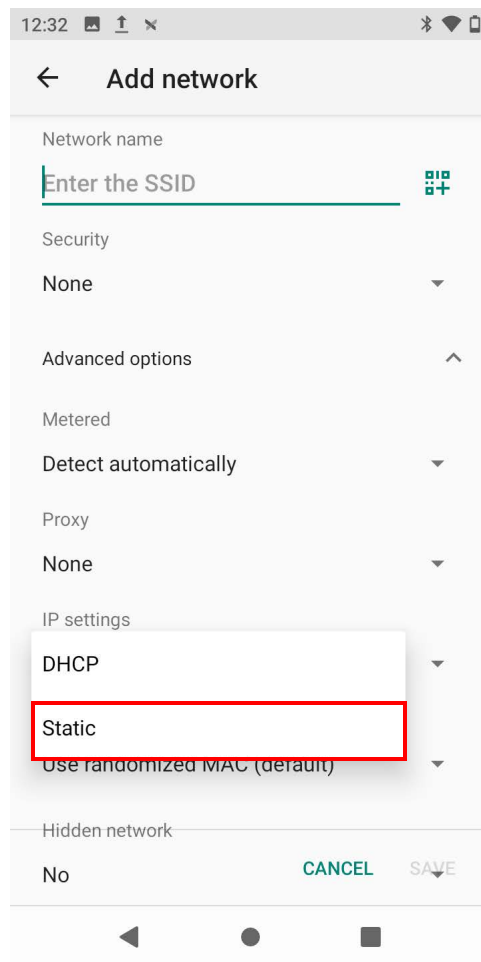 12:32
Add network
Network name
Enter the SSID
Security
None
Advanced options
Metered
Detect automatically
Proxy
None
IP settings
DHCP
Static
Use randomized MAC (default)
Hidden network
No
CANCEL SAVE